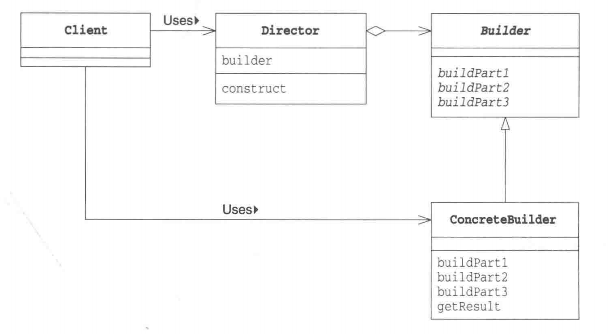 Client
Uses
Director
builder
construct
Builder
buildPart1
buildPart2
buildPart3
Uses
ConcreteBuilder
buildPart1
buildPart2
buildPart3
getResult